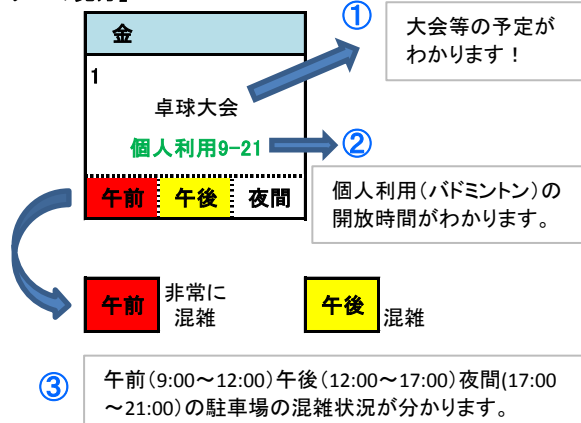 金
①
大会等の予定が
わかります！
1
卓球大会
個人利用9-21
②
午前 午後 夜間
個人利用(バドミントン)の
開放時間がわかります。
午前 非常に
混雑
午後 混雑
③
午前(9:00～12:00)午後(12:00～17:00)夜間(17:00
～21:00)の駐車場の混雑状況が分かります。